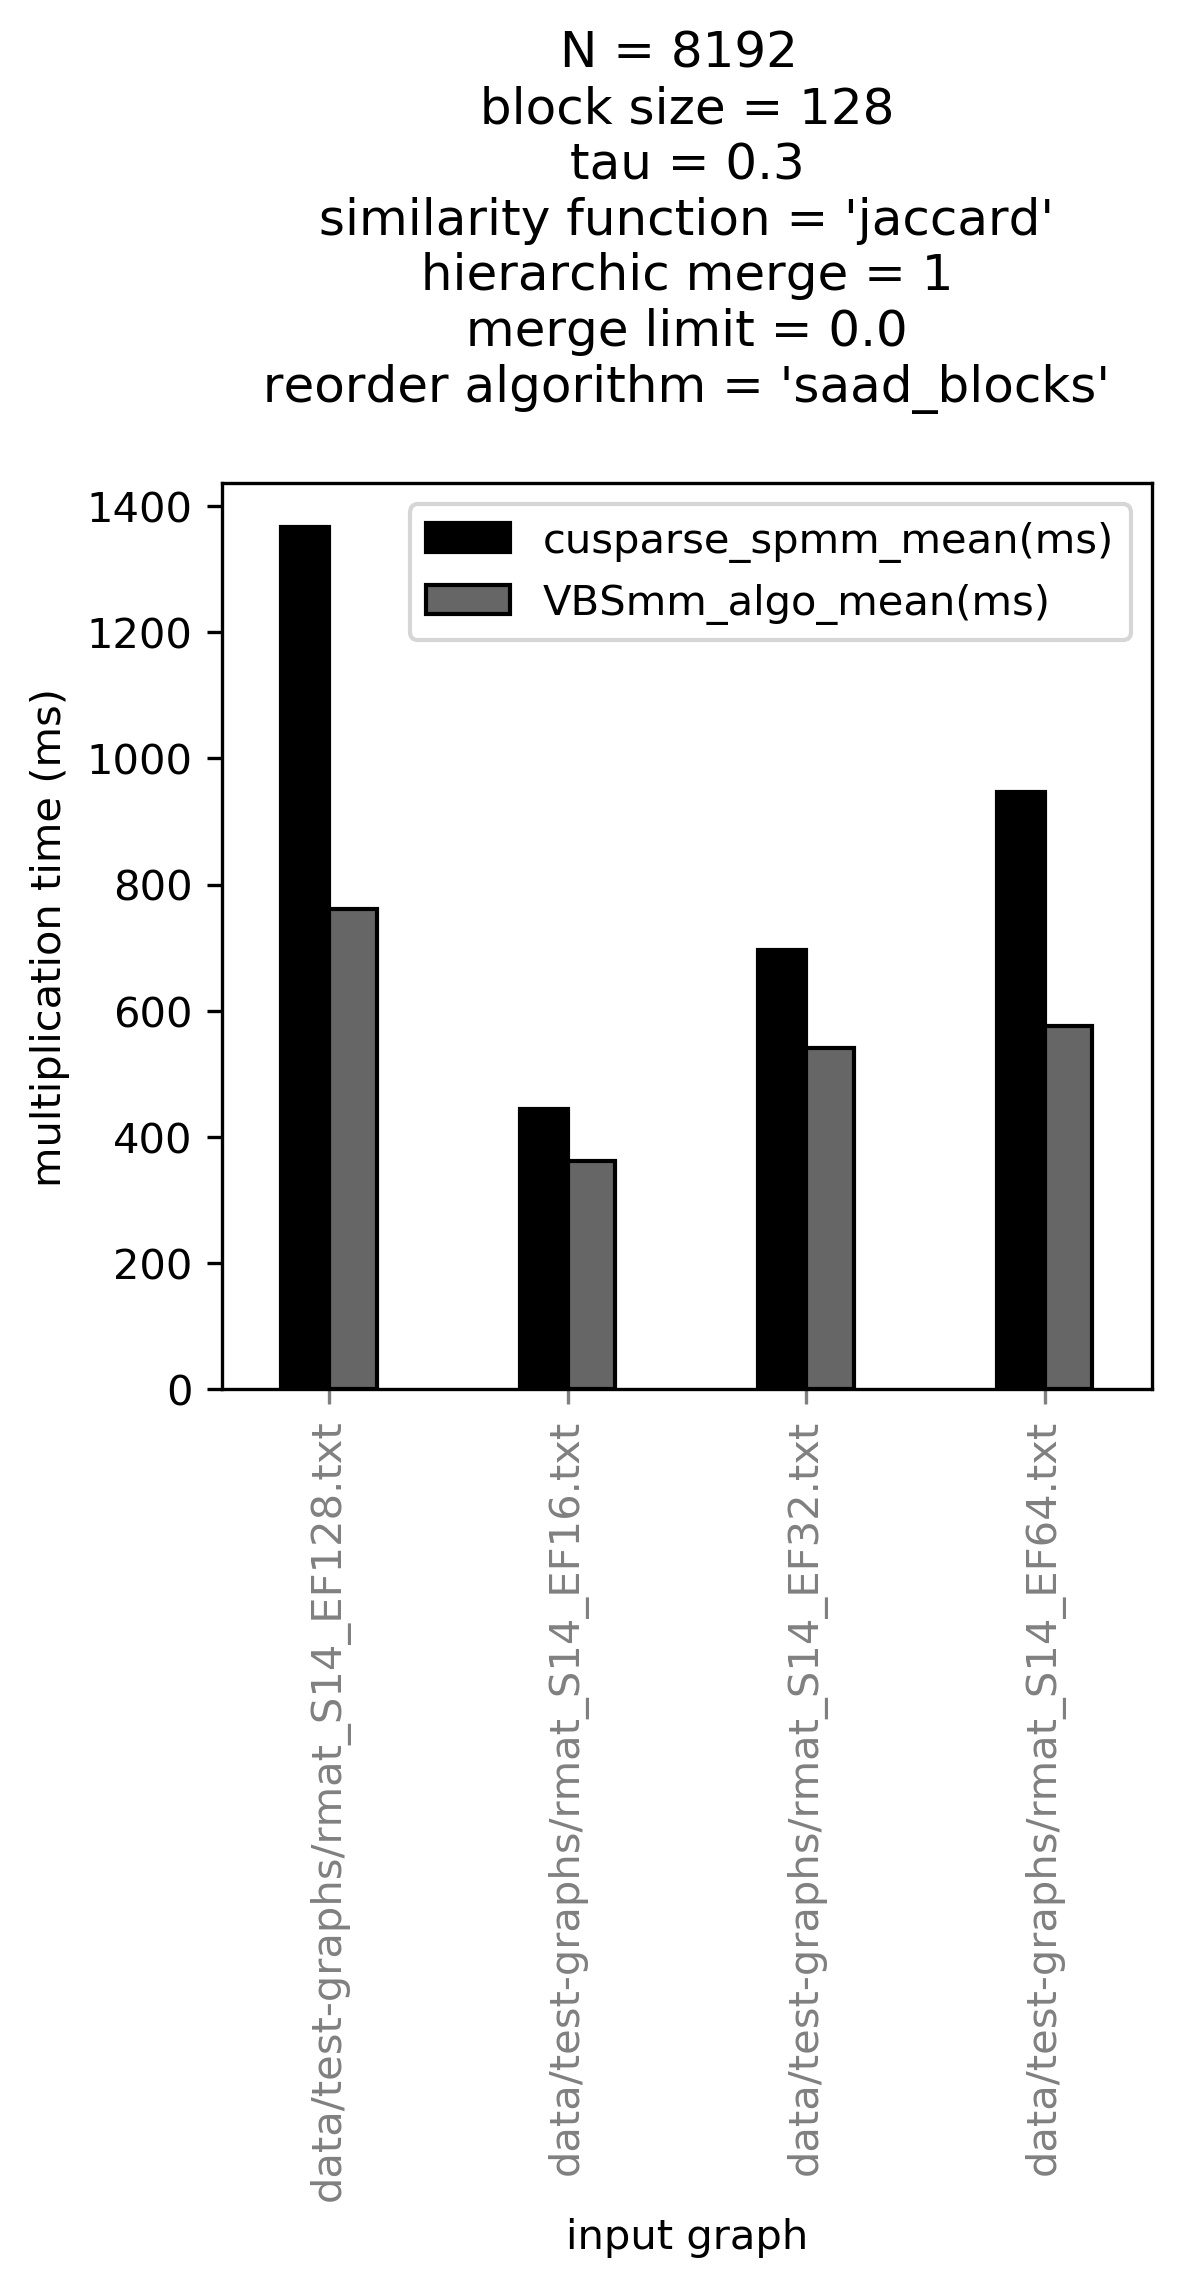 N = 8192
block size = 128
tau = 0.3
similarity function = 'jaccard'
hierarchic merge = 1
merge limit = 0.0
reorder algorithm = 'saad_blocks'
cusparse_spmm_mean(ms)
VBSmm_algo_mean(ms)
multiplication time (ms)
1400
1200
1000
800
600
400
200
0
data/test-graphs/rmat_S14_EF128.txt
data/test-graphs/rmat_S14_EF16.txt
data/test-graphs/rmat_S14_EF32.txt
data/test-graphs/rmat_S14_EF64.txt
input graph